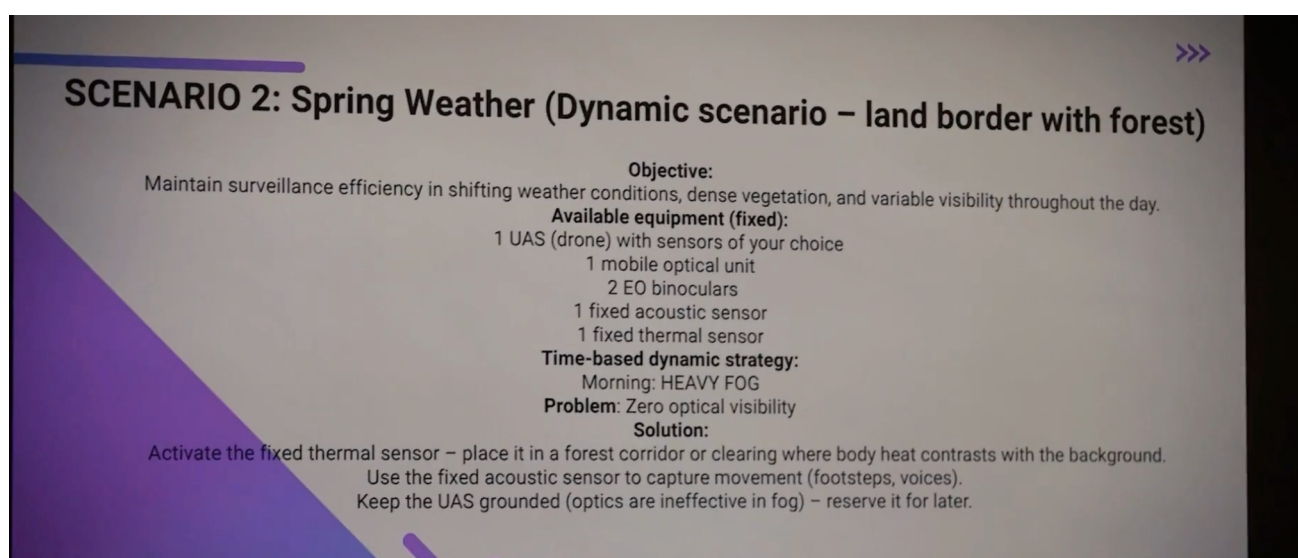 >>>
SCENARIO 2: Spring Weather (Dynamic scenario – land border with forest)
Objective:
Maintain surveillance efficiency in shifting weather conditions, dense vegetation, and variable visibility throughout the day.
Available equipment (fixed):
1 UAS (drone) with sensors of your choice
1 mobile optical unit
2 EO binoculars
1 fixed acoustic sensor
1 fixed thermal sensor
Time-based dynamic strategy:
Morning: HEAVY FOG
Problem: Zero optical visibility
Solution:
Activate the fixed thermal sensor – place it in a forest corridor or clearing where body heat contrasts with the background.
Use the fixed acoustic sensor to capture movement (footsteps, voices).
Keep the UAS grounded (optics are ineffective in fog) – reserve it for later.